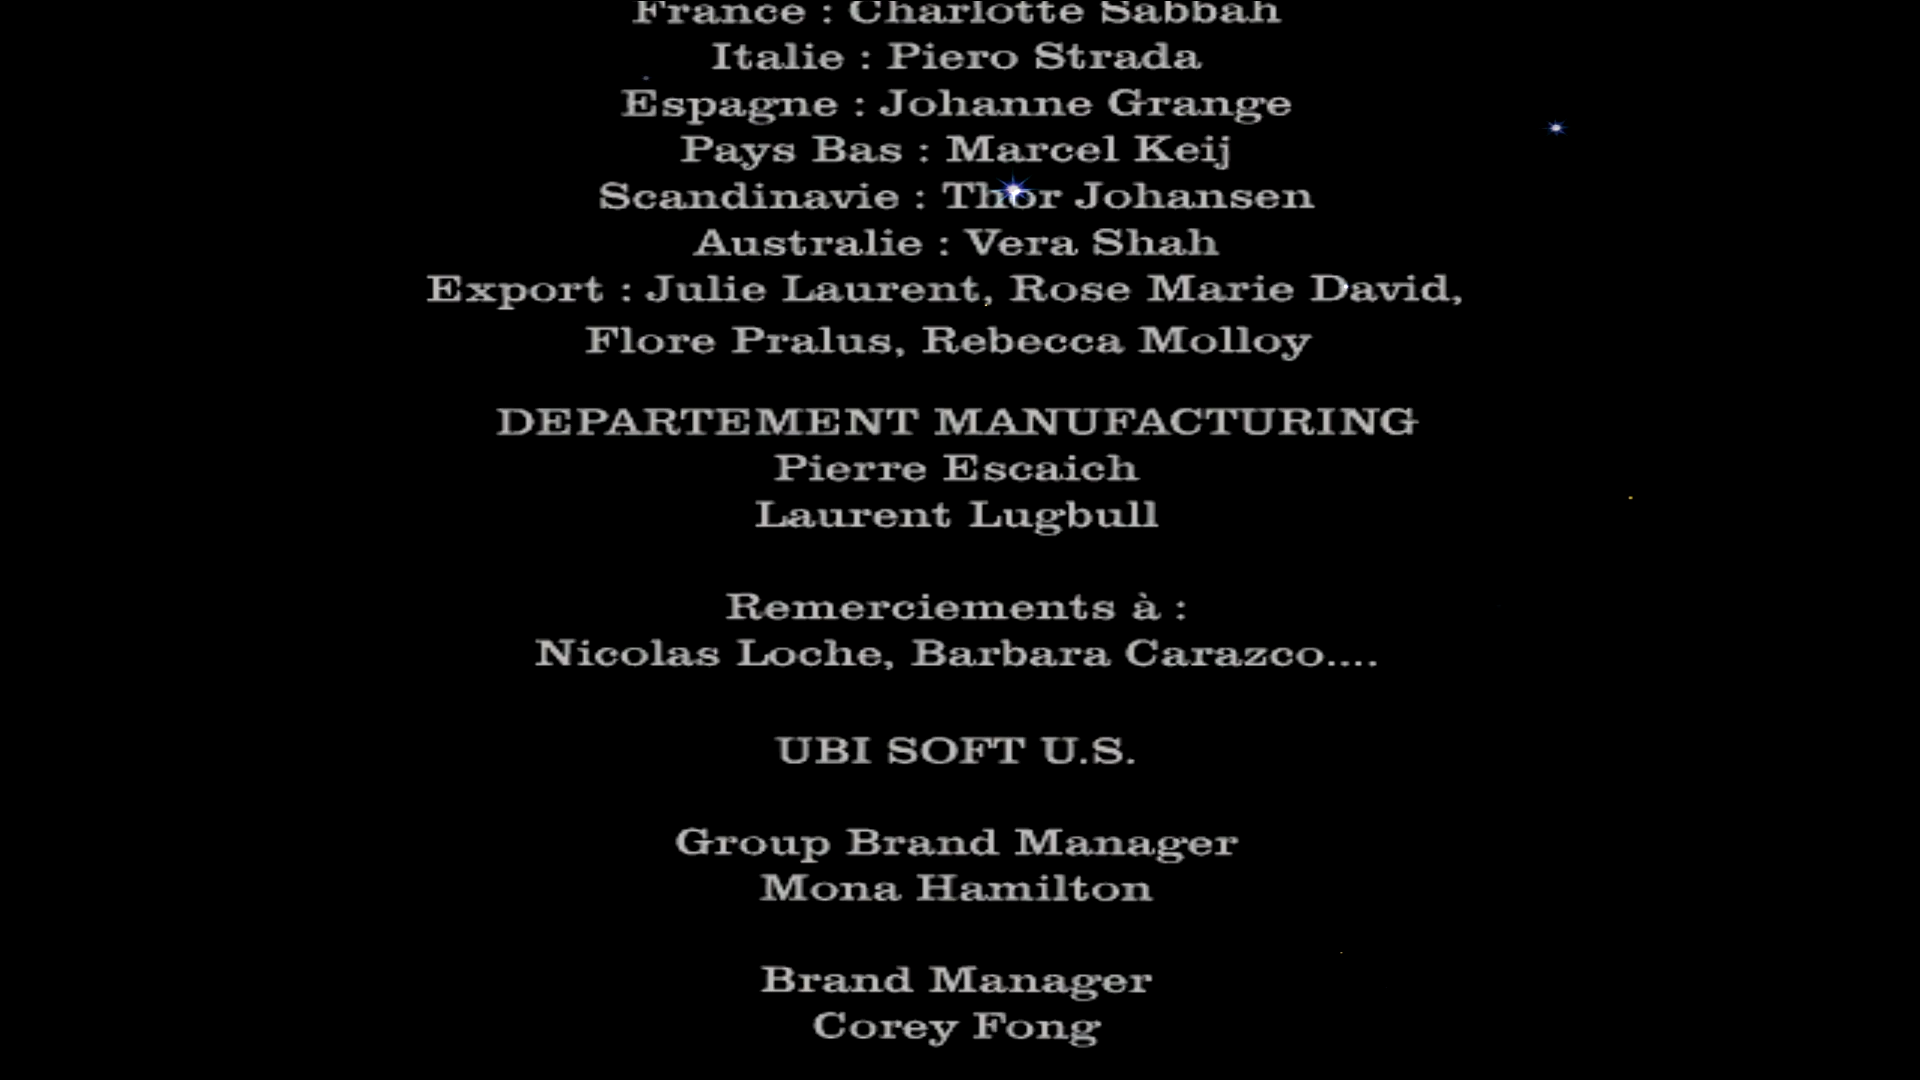 France : Charlotte Sabbah
Italie : Piero Strada
Espagne : Johanne Grange
Pays Bas : Marcel Keij
Scandinavie : Thor Johansen
Australie : Vera Shah
Export : Julie Laurent, Rose Marie David,
Flore Pralus, Rebecca Molloy
DEPARTEMENT MANUFACTURING
Pierre Escaich
Laurent Lugbull
Remerciements à :
Nicolas Loche, Barbara Carazco....
UBI SOFT U.S.
Group Brand Manager
Mona Hamilton
Brand Manager
Corey Fong